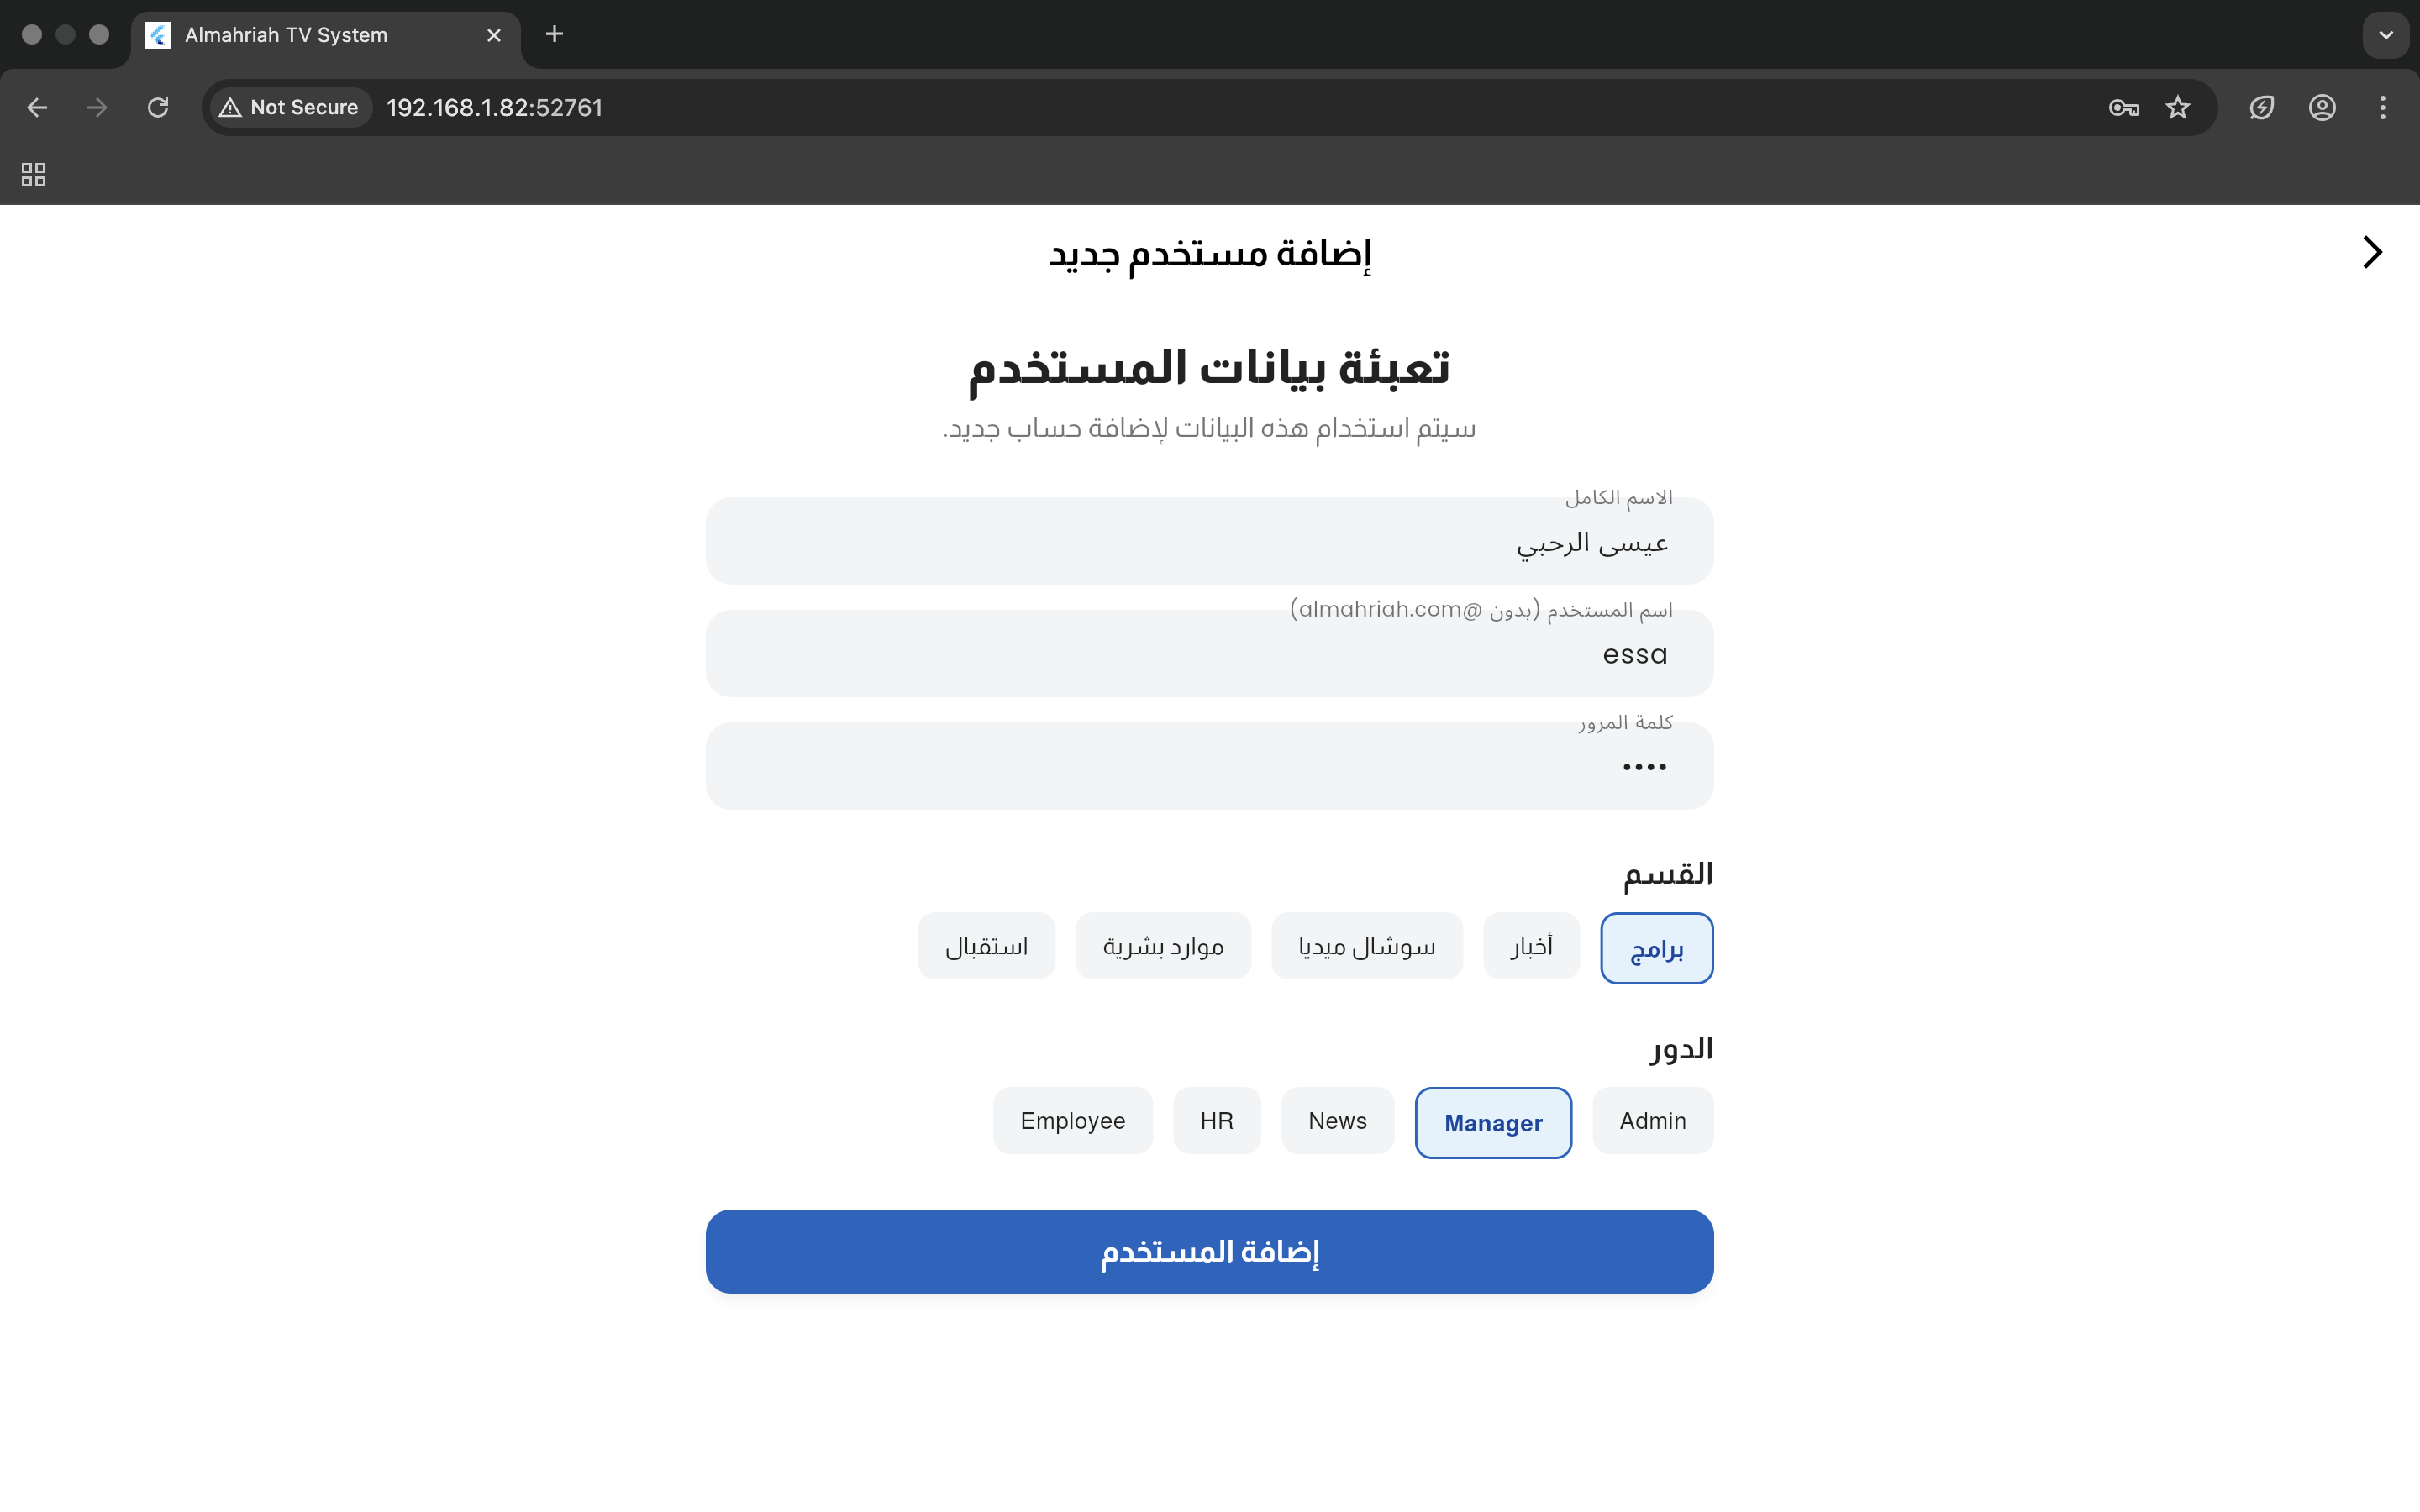 Almahriah TV System
Not Secure 192.168.1.82:52761
إضافة مستخدم جديد
تعبئة بيانات المستخدم
سيتم استخدام هذه البيانات لإضافة حساب جديد.
الاسم الكامل
عيسى الرحبي
اسم المستخدم (بدون @almahriah.com)
essa
كلمة المرور
••••
القسم
برامج أخبار سوشال ميديا موارد بشرية استقبال
الدور
Admin Manager News HR Employee
إضافة المستخدم